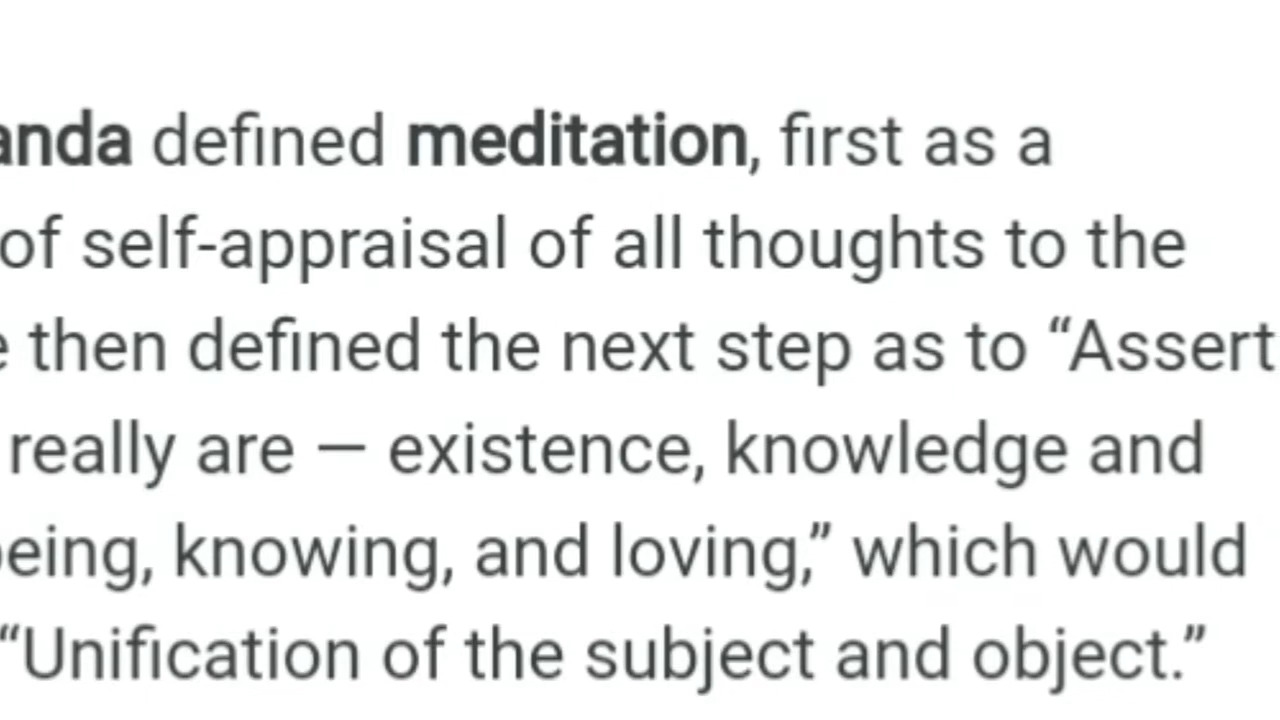 anda defined meditation, first as a
of self-appraisal of all thoughts to the
then defined the next step as to “Assert
really are — existence, knowledge and
being, knowing, and loving,” which would
“Unification of the subject and object.”